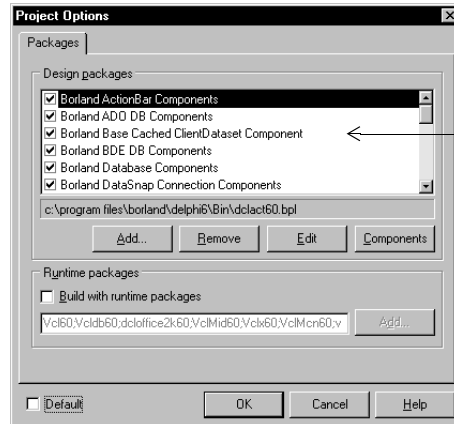 Project Options
Packages
Design packages
Borland ActionBar Components
Borland ADO DB Components
Borland Base Cached ClientDataset Component
Borland BDE DB Components
Borland Database Components
Borland DataSnap Connection Components
c:\program files\borland\delphi6\Bin\dclact60.bpl
Add... Remove Edit Components
Runtime packages
Build with runtime packages
Vcl60;Vcldb60;dcloffice2k60;VclMid60;Vclx60;VclMcn60;v Add...
Default OK Cancel Help